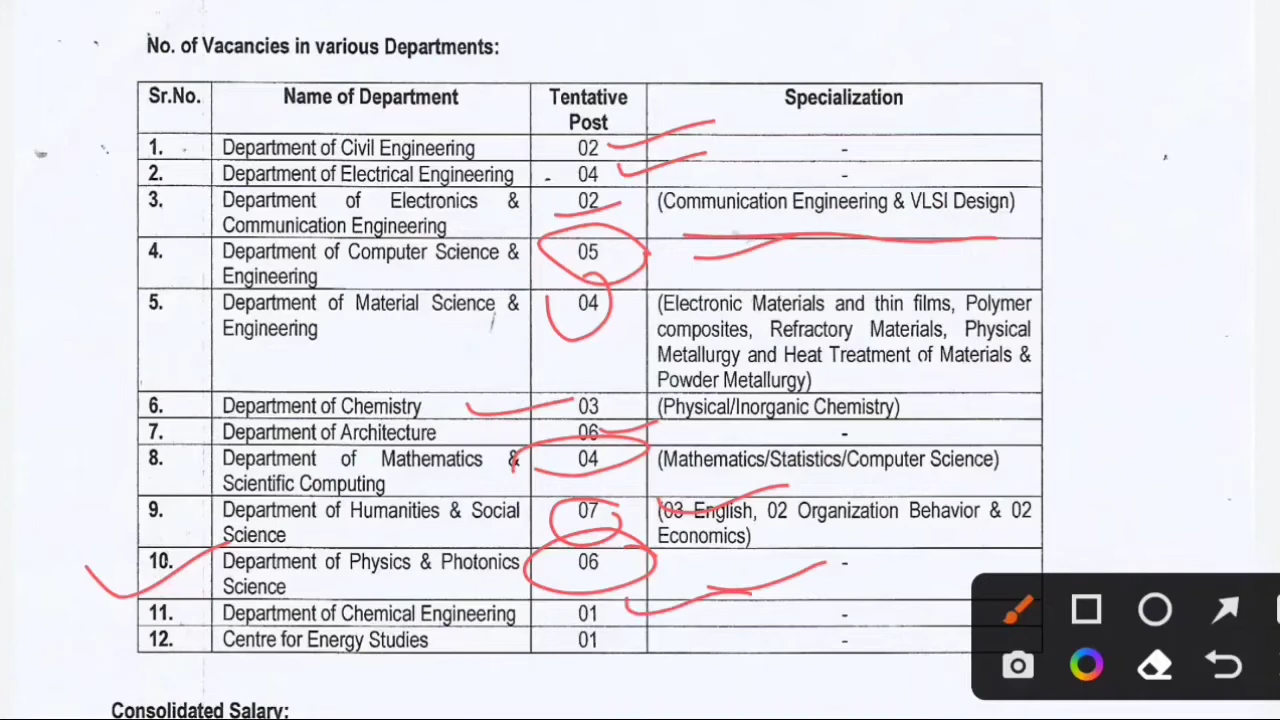 No. of Vacancies in various Departments:
Sr.No. Name of Department Tentative Post Specialization
1. Department of Civil Engineering 02 -
2. Department of Electrical Engineering 04 -
3. Department of Electronics & Communication Engineering 02 (Communication Engineering & VLSI Design)
4. Department of Computer Science & Engineering 05
5. Department of Material Science & Engineering 04 (Electronic Materials and thin films, Polymer composites, Refractory Materials, Physical Metallurgy and Heat Treatment of Materials & Powder Metallurgy)
6. Department of Chemistry 03 (Physical/Inorganic Chemistry)
7. Department of Architecture 06 -
8. Department of Mathematics & Scientific Computing 04 (Mathematics/Statistics/Computer Science)
9. Department of Humanities & Social Science 07 (03 English, 02 Organization Behavior & 02 Economics)
10. Department of Physics & Photonics Science 06 -
11. Department of Chemical Engineering 01 -
12. Centre for Energy Studies 01 -
Consolidated Salary: